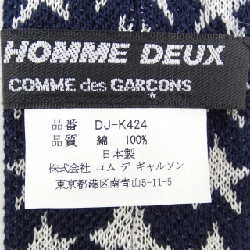 HOMME DEUX
COMME des GARÇONS
品番 DJ-K424
品質 綿 100%
日本製
株式会社 コム デ ギャルソン
東京都港区南青山5-11-5